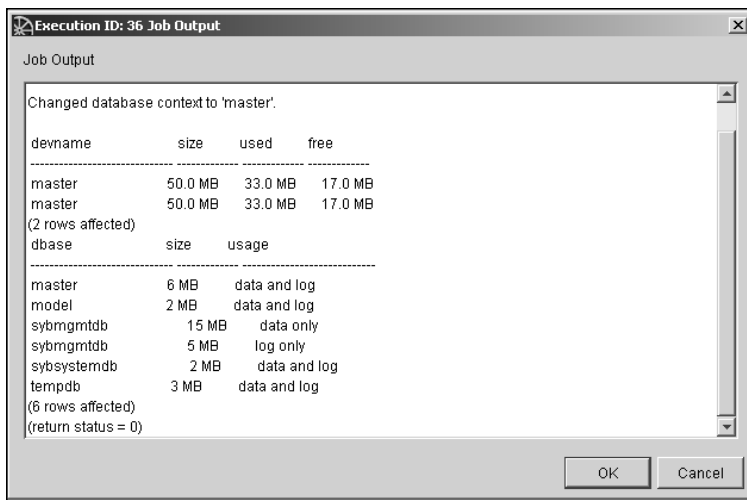 Execution ID: 36 Job Output
Job Output
Changed database context to 'master'.
devname size used free
------------------------------ ------------- ------------- -------------
master 50.0 MB 33.0 MB 17.0 MB
master 50.0 MB 33.0 MB 17.0 MB
(2 rows affected)
dbase size usage
------------------------------ ------------- ----------------------------
master 6 MB data and log
model 2 MB data and log
sybmgmtdb 15 MB data only
sybmgmtdb 5 MB log only
sybsystemdb 2 MB data and log
tempdb 3 MB data and log
(6 rows affected)
(return status = 0)
OK Cancel